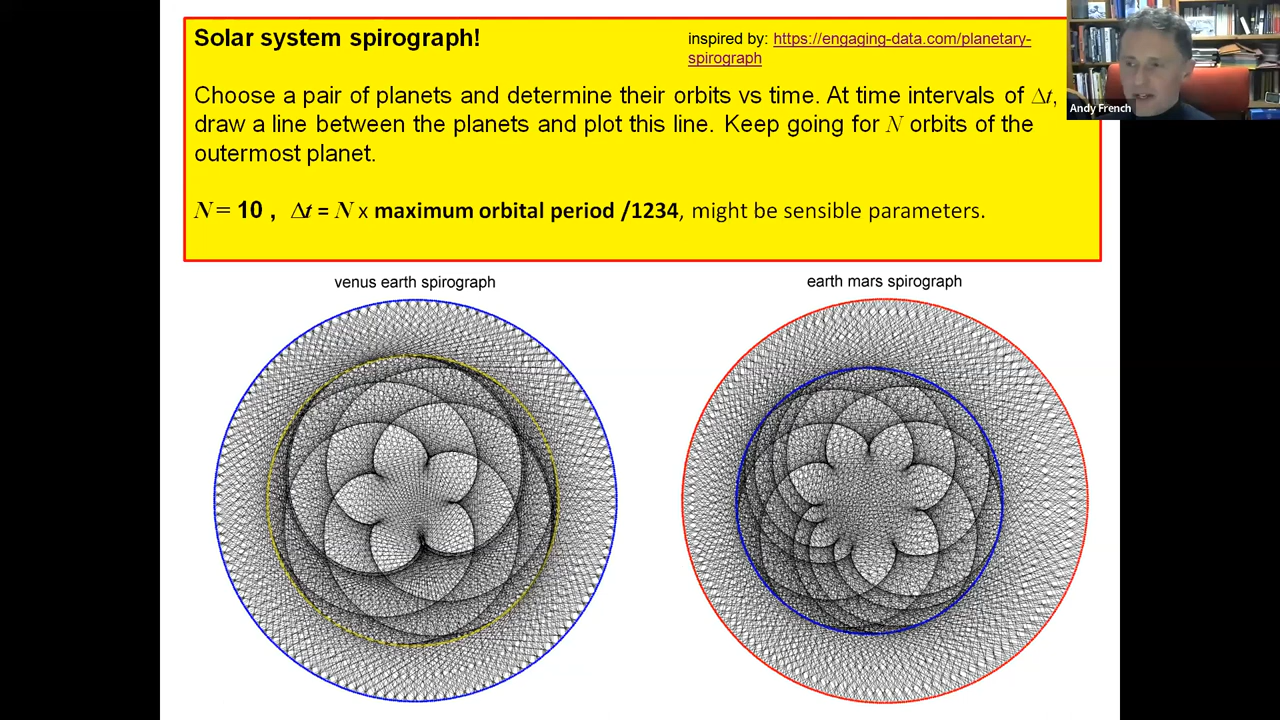 Solar system spirograph!
inspired by: https://engaging-data.com/planetary-
spirograph
Choose a pair of planets and determine their orbits vs time. At time intervals of Δt,
draw a line between the planets and plot this line. Keep going for N orbits of the
outermost planet.
N = 10 , Δt = N x maximum orbital period /1234, might be sensible parameters.
Andy French
venus earth spirograph
earth mars spirograph